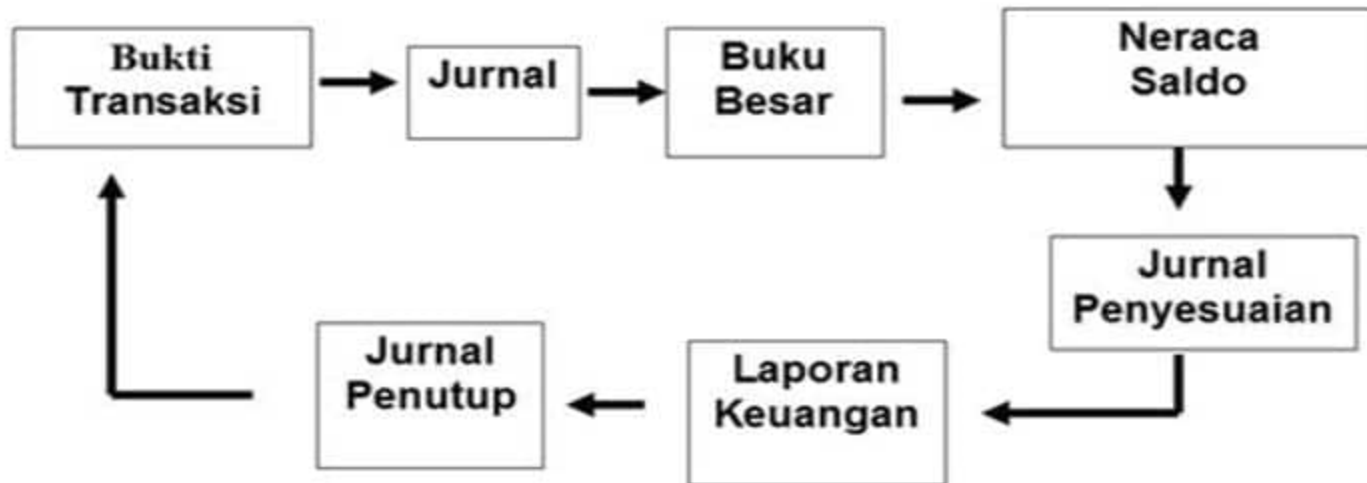 Bukti
Transaksi
Jurnal
Buku
Besar
Neraca
Saldo
Jurnal
Penyesuaian
Laporan
Keuangan
Jurnal
Penutup